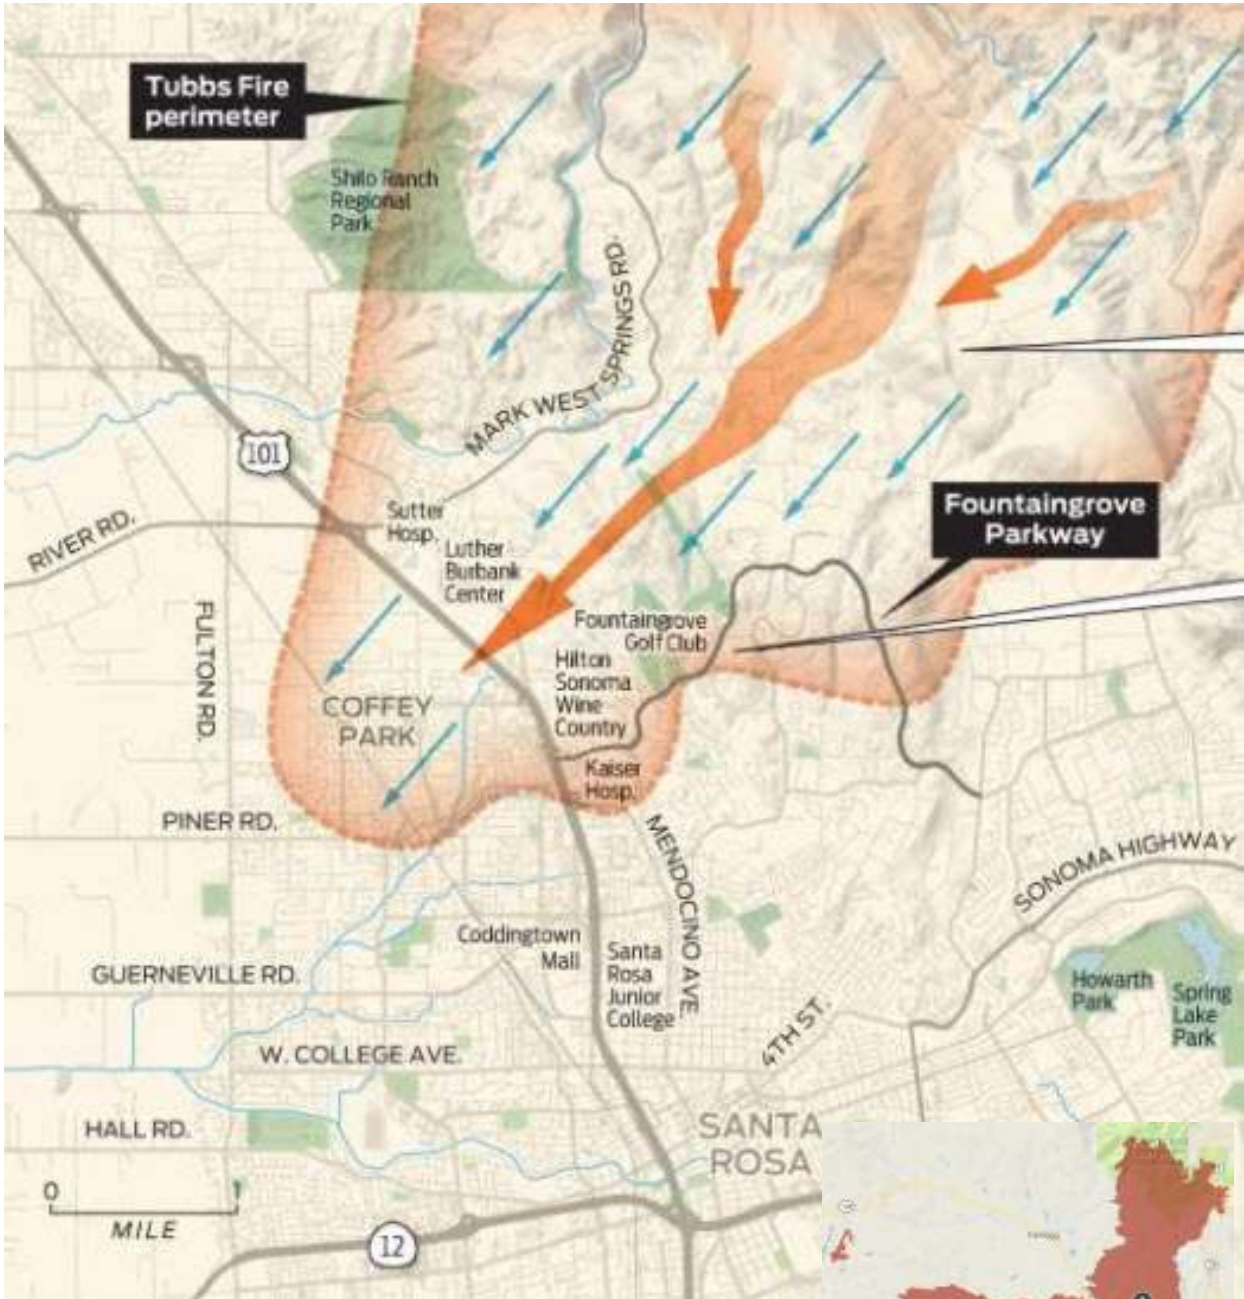 Tubbs Fire
perimeter
Shilo Ranch
Regional
Park
MARK WEST SPRINGS RD.
101
Sutter
Hosp.
RIVER RD.
Luther
Burbank
Center
Fountaingrove
Parkway
FULTON RD.
Fountaingrove
Golf Club
Hilton
Sonoma
Wine
Country
COFFEY
PARK
Kaiser
Hosp.
PINER RD.
MENDOCINO AVE.
SONOMA HIGHWAY
Coddingtown
Mall
Santa
Rosa
Junior
College
GUERNEVILLE RD.
Howarth
Park
Spring
Lake
Park
W. COLLEGE AVE.
4TH ST.
HALL RD.
SANTA
ROSA
0 1
MILE
12